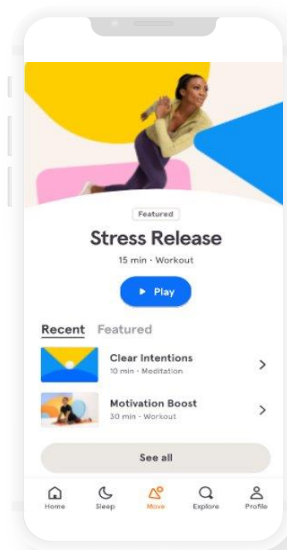 Featured
Stress Release
15 min • Workout
Play
Recent Featured
Clear Intentions
10 min • Meditation
Motivation Boost
30 min • Workout
See all
Home Sleep Move Explore Profile